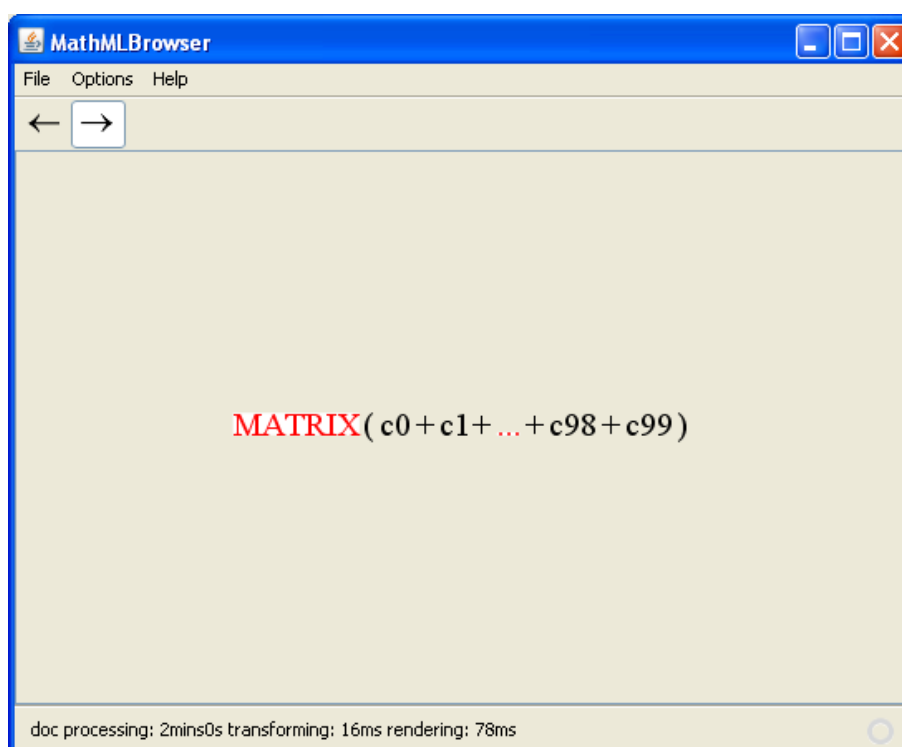 MathMLBrowser
File Options Help
← →
MATRIX(c0+c1+...+c98+c99)
doc processing: 2mins0s transforming: 16ms rendering: 78ms